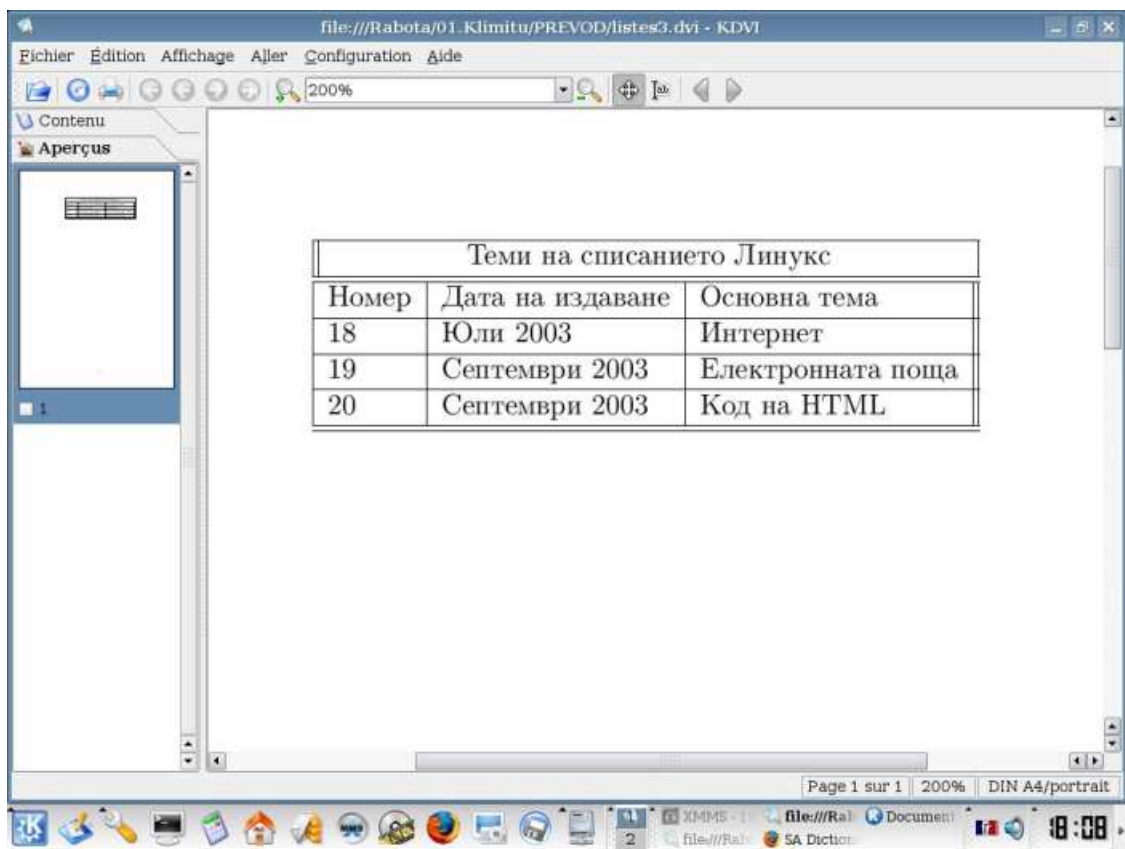 file:///Rabota/01.Klimitu/PREVOD/listes3.dvi - KDVI
Fichier Édition Affichage Aller Configuration Aide
200%
Contenu
Aperçus
1
Теми на списанието Линукс
Номер Дата на издаване Основна тема
18 Юли 2003 Интернет
19 Септември 2003 Електронната поща
20 Септември 2003 Код на HTML
Page 1 sur 1 200% DIN A4/portrait
1 XMMS - file:///Ral Document
2 file:///Ral SA Diction
18:08